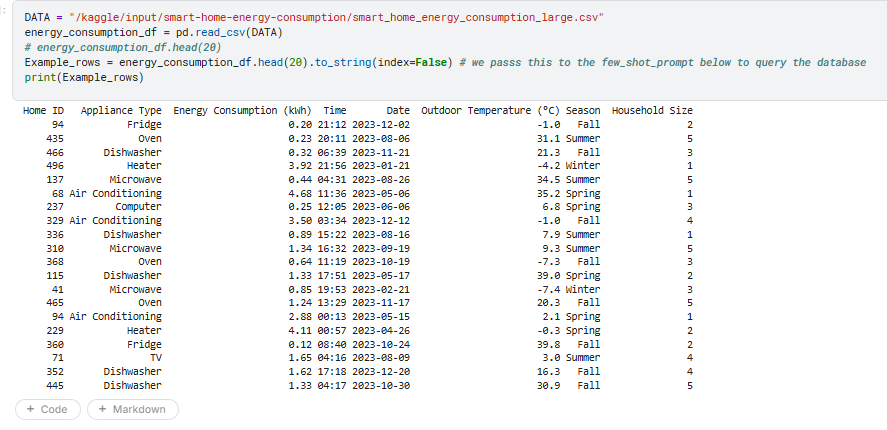 ]:
DATA = "/kaggle/input/smart-home-energy-consumption/smart_home_energy_consumption_large.csv"
energy_consumption_df = pd.read_csv(DATA)
# energy_consumption_df.head(20)
Example_rows = energy_consumption_df.head(20).to_string(index=False) # we passs this to the few_shot_prompt below to query the database
print(Example_rows)
Home ID Appliance Type Energy Consumption (kWh) Time Date Outdoor Temperature (°C) Season Household Size
94 Fridge 0.20 21:12 2023-12-02 -1.0 Fall 2
435 Oven 0.23 20:11 2023-08-06 31.1 Summer 5
466 Dishwasher 0.32 06:39 2023-11-21 21.3 Fall 3
496 Heater 3.92 21:56 2023-01-21 -4.2 Winter 1
137 Microwave 0.44 04:31 2023-08-26 34.5 Summer 5
68 Air Conditioning 4.68 11:36 2023-05-06 35.2 Spring 1
237 Computer 0.25 12:05 2023-06-06 6.8 Spring 3
329 Air Conditioning 3.50 03:34 2023-12-12 -1.0 Fall 4
336 Dishwasher 0.89 15:22 2023-08-16 7.9 Summer 1
310 Microwave 1.34 16:32 2023-09-19 9.3 Summer 5
368 Oven 0.64 11:19 2023-10-19 -7.3 Fall 3
115 Dishwasher 1.33 17:51 2023-05-17 39.0 Spring 2
41 Microwave 0.85 19:53 2023-02-21 -7.4 Winter 3
465 Oven 1.24 13:29 2023-11-17 20.3 Fall 5
94 Air Conditioning 2.88 00:13 2023-05-15 2.1 Spring 1
229 Heater 4.11 00:57 2023-04-26 -0.3 Spring 2
360 Fridge 0.12 08:40 2023-10-24 39.8 Fall 2
71 TV 1.65 04:16 2023-08-09 3.0 Summer 4
352 Dishwasher 1.62 17:18 2023-12-20 16.3 Fall 4
445 Dishwasher 1.33 04:17 2023-10-30 30.9 Fall 5
+ Code + Markdown